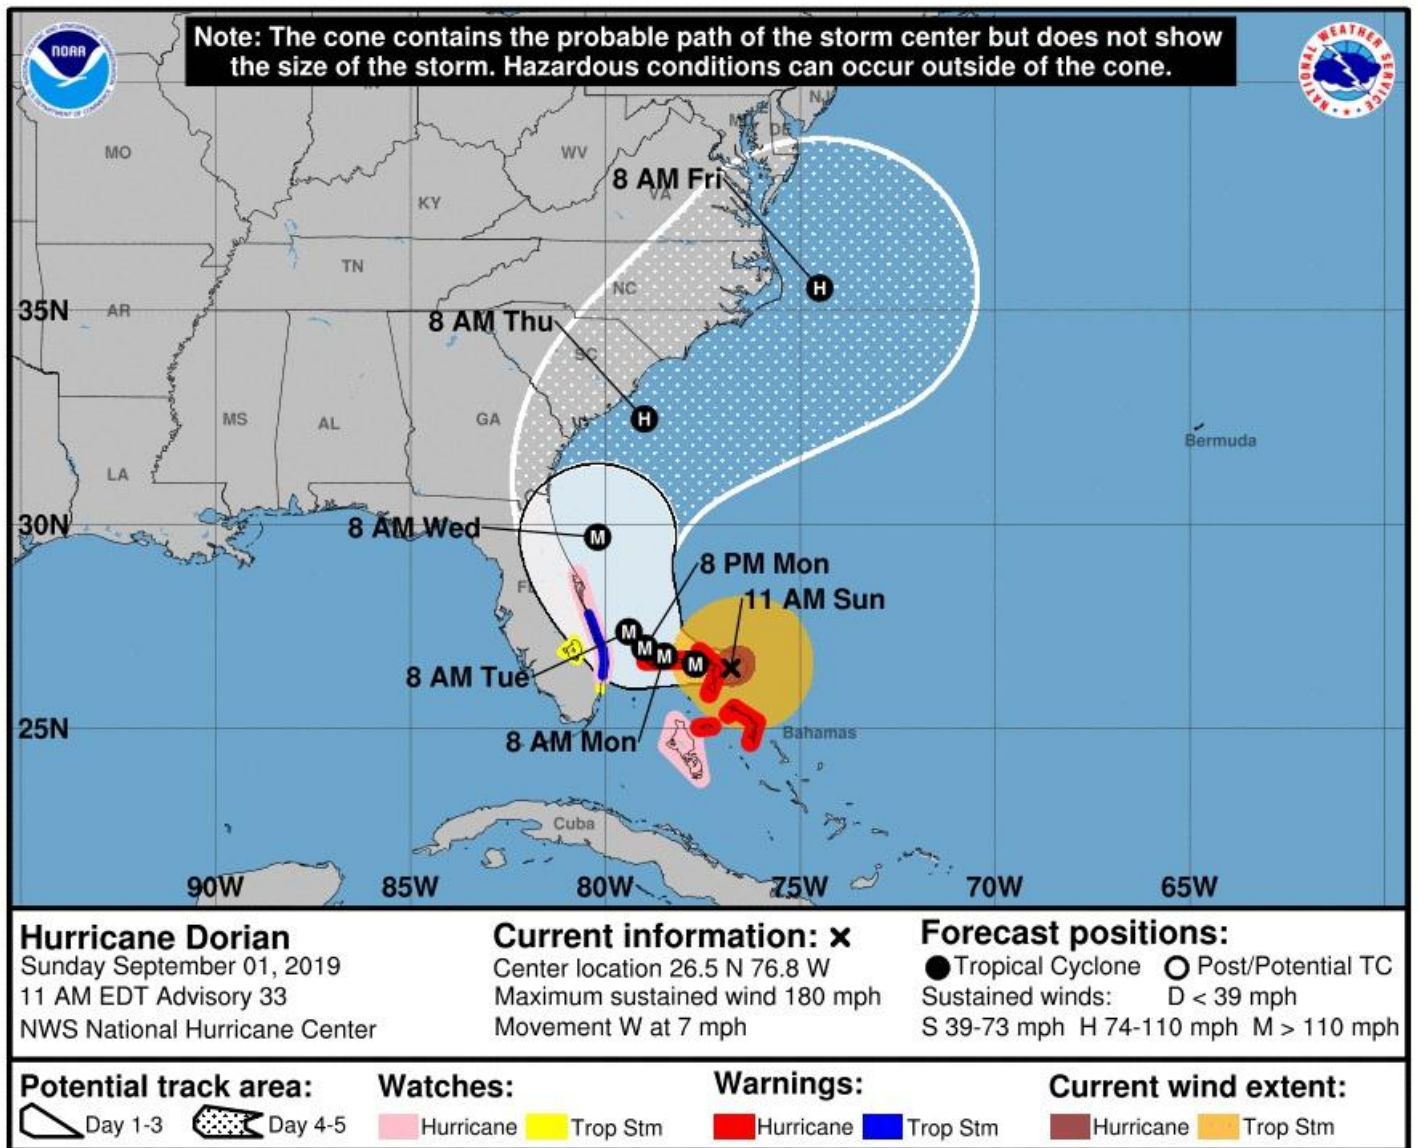 Note: The cone contains the probable path of the storm center but does not show
the size of the storm. Hazardous conditions can occur outside of the cone.
NOAA
NATIONAL WEATHER SERVICE
NJ
DE
MO
WV
8 AM Fri
VA
KY
TN
NC
H
35N
AR
8 AM Thu
SC
H
MS
AL
GA
Bermuda
LA
30N
8 AM Wed
M
8 PM Mon
FL
11 AM Sun
M
M
M
M
8 AM Tue
25N
8 AM Mon
Bahamas
Cuba
90W 85W 80W 75W 70W 65W
Hurricane Dorian
Sunday September 01, 2019
11 AM EDT Advisory 33
NWS National Hurricane Center
Current information: x
Center location 26.5 N 76.8 W
Maximum sustained wind 180 mph
Movement W at 7 mph
Forecast positions:
Tropical Cyclone Post/Potential TC
Sustained winds: D < 39 mph
S 39-73 mph H 74-110 mph M > 110 mph
Potential track area:
Day 1-3 Day 4-5
Watches:
Hurricane Trop Stm
Warnings:
Hurricane Trop Stm
Current wind extent:
Hurricane Trop Stm